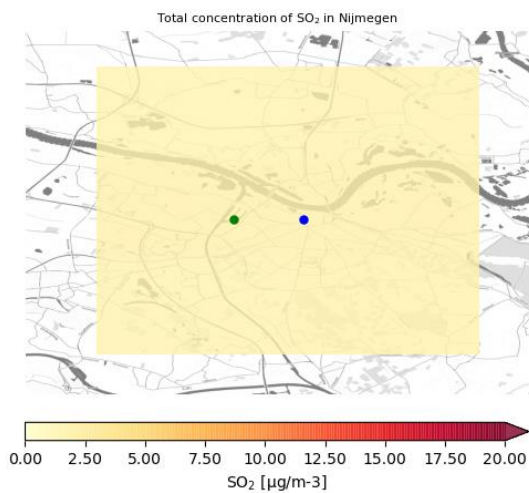 Total concentration of SO₂ in Nijmegen
0.00 2.50 5.00 7.50 10.00 12.50 15.00 17.50 20.00
SO₂ [µg/m-3]